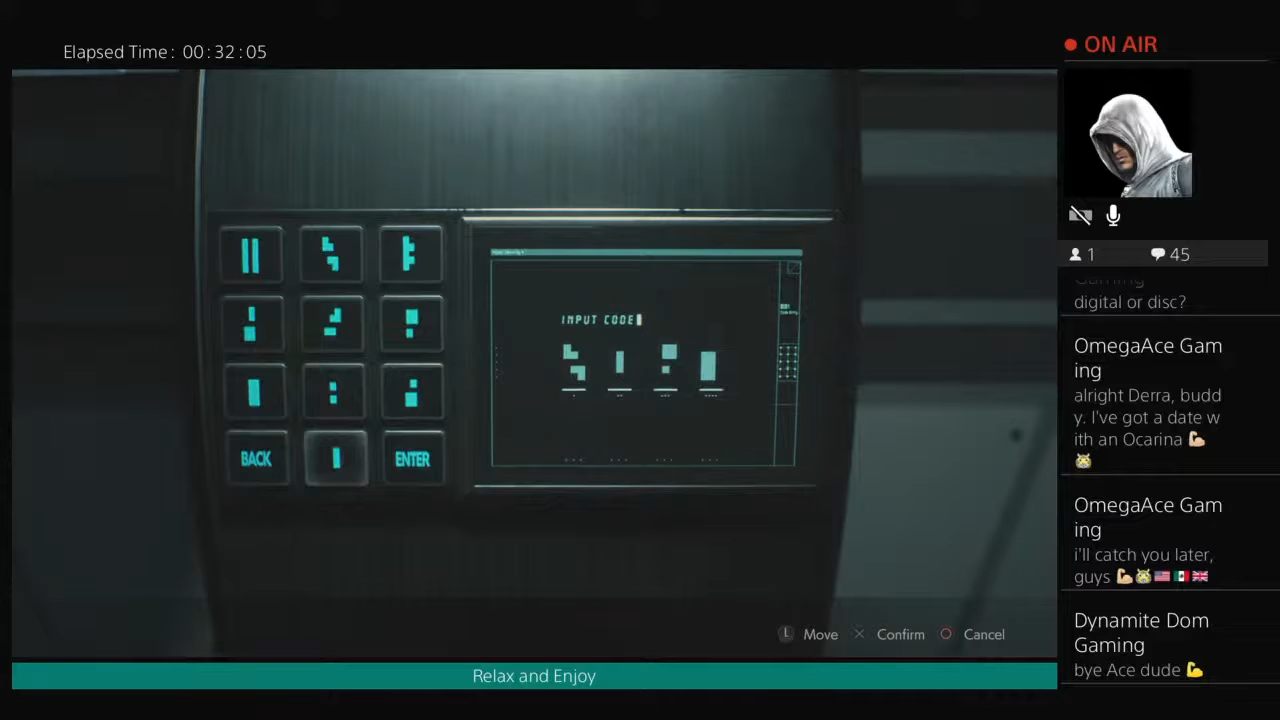 Elapsed Time: 00:32:05
ON AIR
1 45
digital or disc?
OmegaAce Gam
ing
alright Derra, budd
y. I've got a date w
ith an Ocarina 💪🏼
🐹
OmegaAce Gam
ing
i'll catch you later,
guys 💪🏼🐹🇺🇸🇲🇽🇬🇧
Dynamite Dom
Gaming
bye Ace dude 💪
INPUT CODE
BACK
ENTER
L Move
Confirm
Cancel
Relax and Enjoy